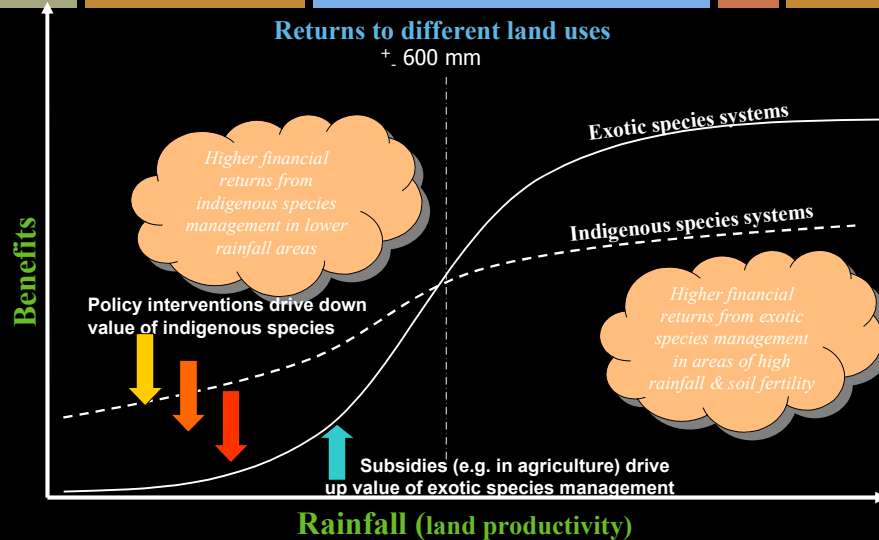 Returns to different land uses
+
- 600 mm
Exotic species systems
Higher financial
returns from
indigenous species
management in lower
rainfall areas
Indigenous species systems
Benefits
Policy interventions drive down
value of indigenous species
Higher financial
returns from exotic
species management
in areas of high
rainfall & soil fertility
Subsidies (e.g. in agriculture) drive
up value of exotic species management
Rainfall (land productivity)